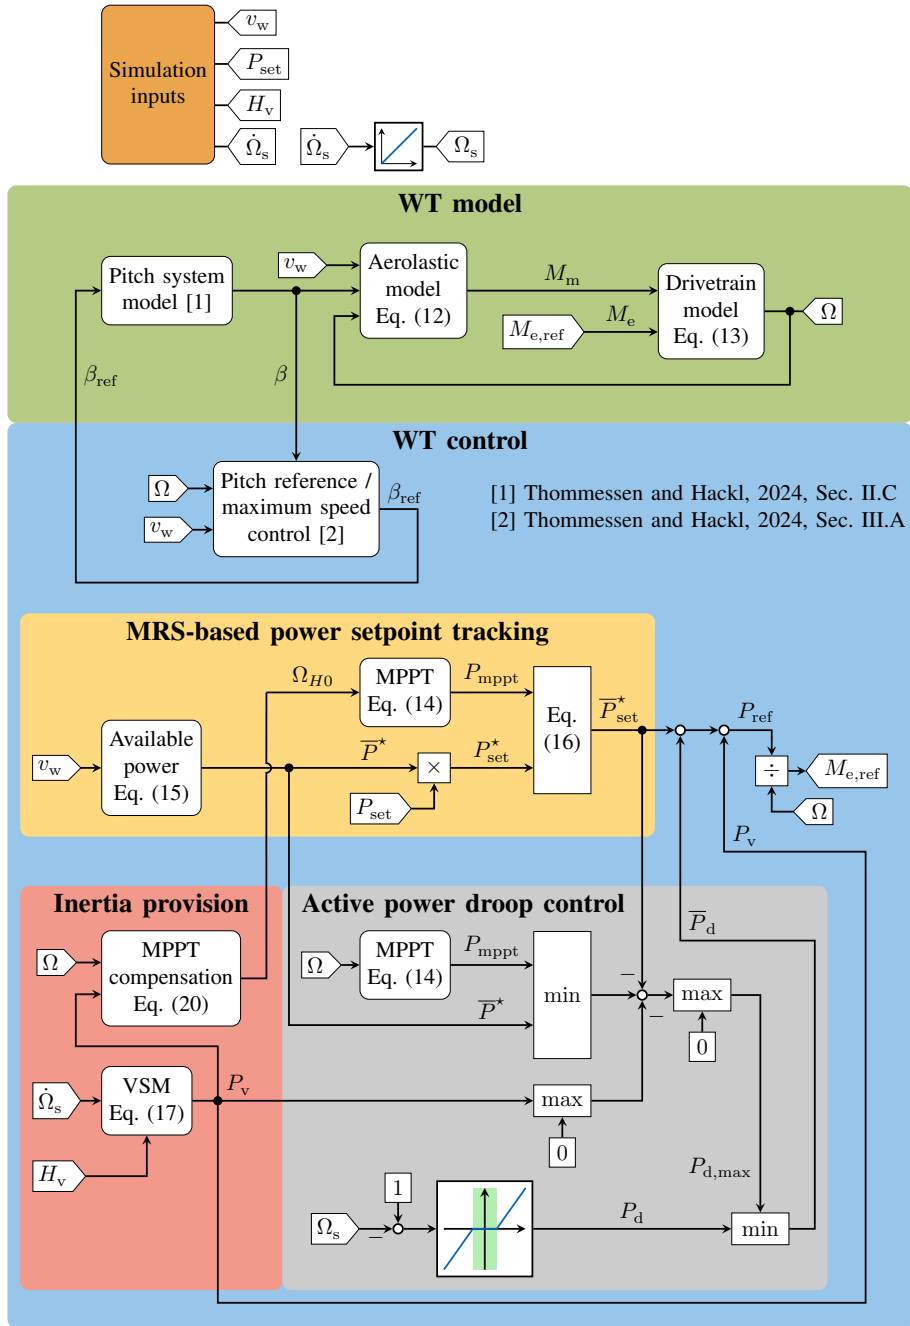 Simulation
inputs
v_w
P_set
H_v
Ω̇_s
Ω̇_s
Ω_s
WT model
Pitch system
model [1]
v_w
Aerolastic
model
Eq. (12)
M_m
M_e,ref
M_e
Drivetrain
model
Eq. (13)
Ω
β_ref
β
WT control
Ω
v_w
Pitch reference /
maximum speed
control [2]
β_ref
[1] Thommessen and Hackl, 2024, Sec. II.C
[2] Thommessen and Hackl, 2024, Sec. III.A
MRS-based power setpoint tracking
Ω_H0
MPPT
Eq. (14)
P_mppt
Eq.
(16)
P̅*_set
P_ref
v_w
Available
power
Eq. (15)
P̅*
×
P*_set
P_set
÷
M_e,ref
Ω
P_v
Inertia provision
Ω
MPPT
compensation
Eq. (20)
Ω̇_s
VSM
Eq. (17)
P_v
H_v
Active power droop control
P̅_d
Ω
MPPT
Eq. (14)
P_mppt
P̅*
min
−
−
max
0
max
0
P_d,max
1
Ω_s
−
P_d
min